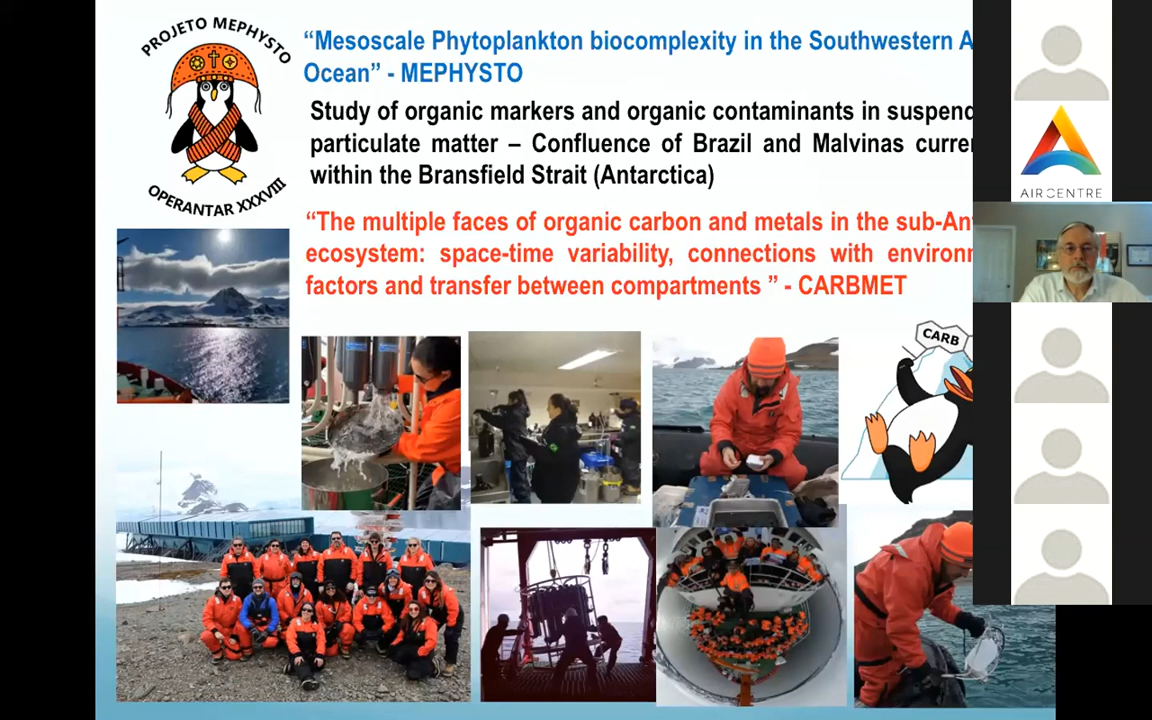 PROJETO MEPHYSTO
OPERANTAR XXXVIII
“Mesoscale Phytoplankton biocomplexity in the Southwestern A
Ocean” - MEPHYSTO
Study of organic markers and organic contaminants in suspend
particulate matter – Confluence of Brazil and Malvinas curre
within the Bransfield Strait (Antarctica)
“The multiple faces of organic carbon and metals in the sub-An
ecosystem: space-time variability, connections with environ
factors and transfer between compartments ” - CARBMET
CARB
AIR CENTRE